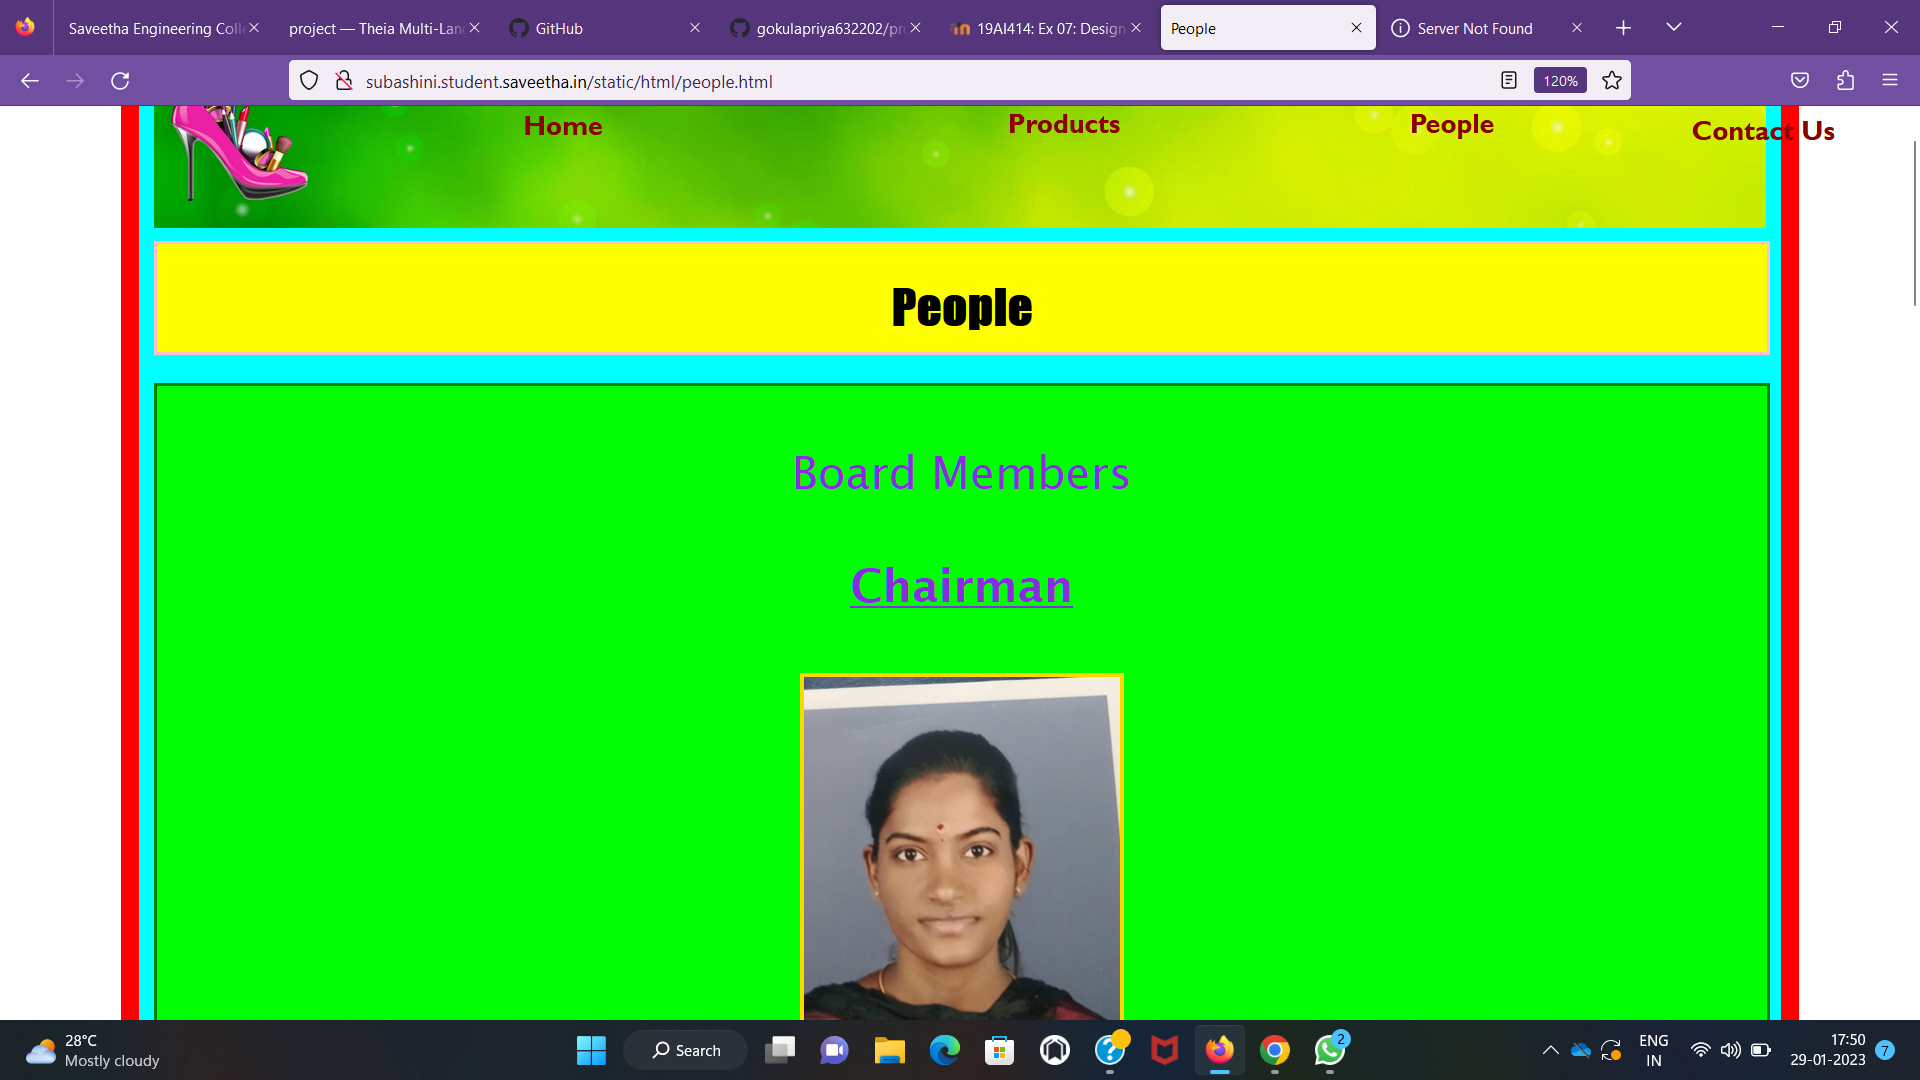 Saveetha Engineering Coll
project — Theia Multi-Lang
GitHub
gokulapriya632202/pro
19AI414: Ex 07: Design
People
Server Not Found
subashini.student.saveetha.in/static/html/people.html
120%
Home
Products
People
Contact Us
People
Board Members
Chairman
28°C
Mostly cloudy
Search
2
ENG
IN
17:50
29-01-2023
7